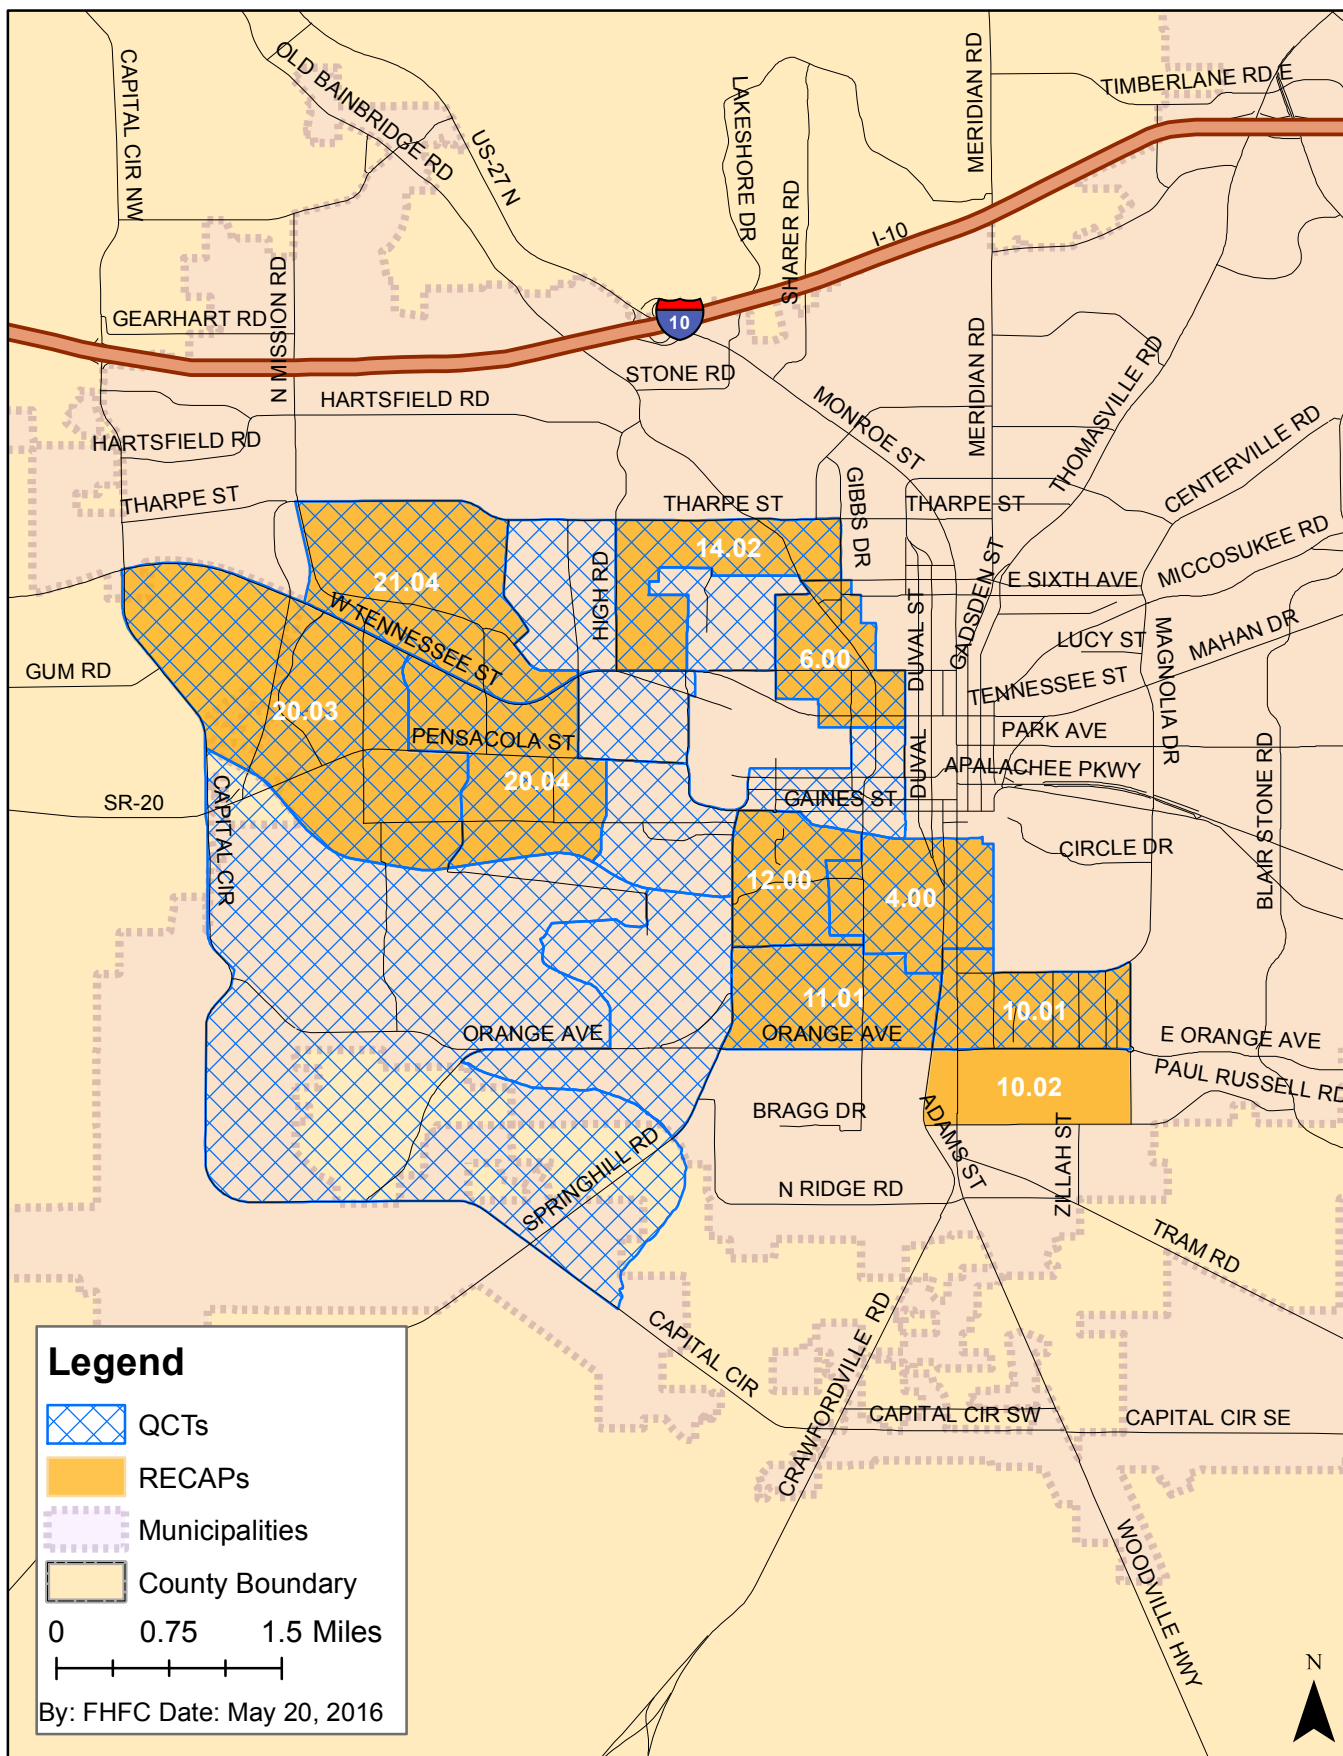 CAPITAL CIR NW
OLD BAINBRIDGE RD
US-27 N
LAKESHORE DR
SHARER RD
MERIDIAN RD
TIMBERLANE RD E
I-10
10
GEARHART RD
N MISSION RD
STONE RD
HARTSFIELD RD
HARTSFIELD RD
MONROE ST
MERIDIAN RD
THOMASVILLE RD
CENTERVILLE RD
THARPE ST
THARPE ST
GIBBS DR
THARPE ST
MICCOSUKEE RD
14.02
21.04
HIGH RD
E SIXTH AVE
W TENNESSEE ST
DUVAL ST
GADSDEN ST
LUCY ST
MAGNOLIA DR
MAHAN DR
GUM RD
6.00
TENNESSEE ST
20.03
PENSACOLA ST
PARK AVE
DUVAL
APALACHEE PKWY
BLAIR STONE RD
20.04
SR-20
CAPITAL CIR
GAINES ST
CIRCLE DR
12.00
4.00
11.01
10.01
ORANGE AVE
ORANGE AVE
E ORANGE AVE
PAUL RUSSELL RD
10.02
BRAGG DR
ADAMS ST
ZILLAH ST
SPRINGHILL RD
N RIDGE RD
TRAM RD
CAPITAL CIR
CRAWFORDVILLE RD
CAPITAL CIR SW
CAPITAL CIR SE
WOODVILLE HWY
Legend
QCTs
RECAPs
Municipalities
County Boundary
0 0.75 1.5 Miles
By: FHFC Date: May 20, 2016
N